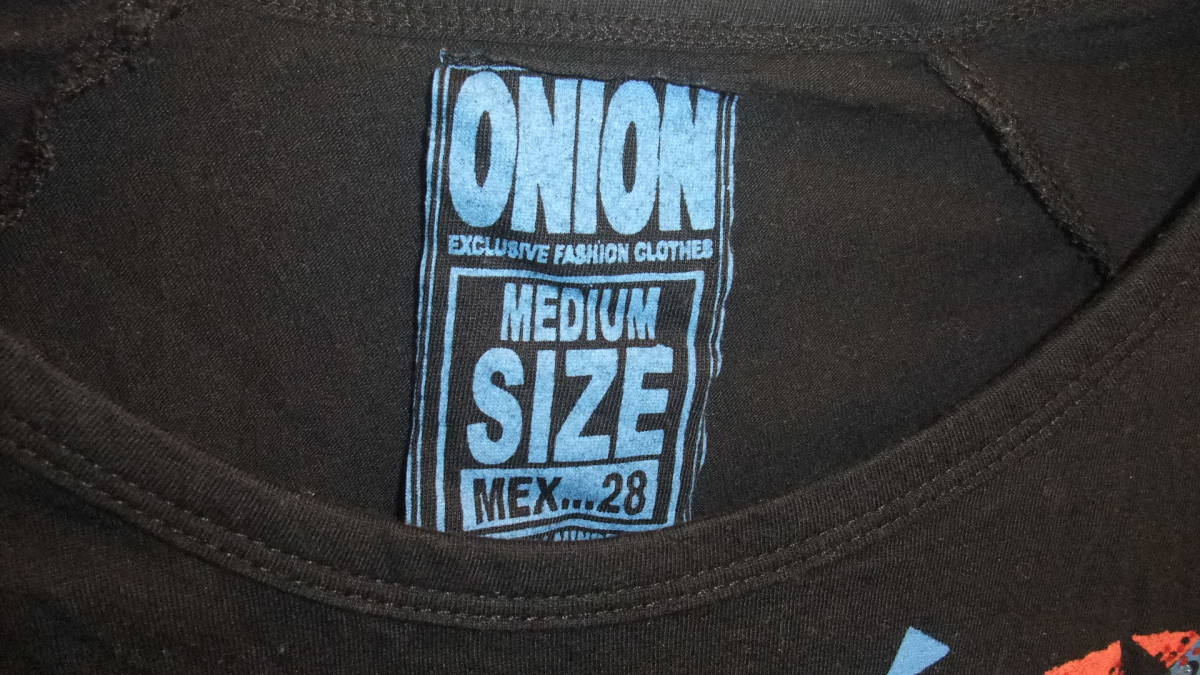 ONION
EXCLUSIVE FASHION CLOTHES
MEDIUM
SIZE
MEX...28